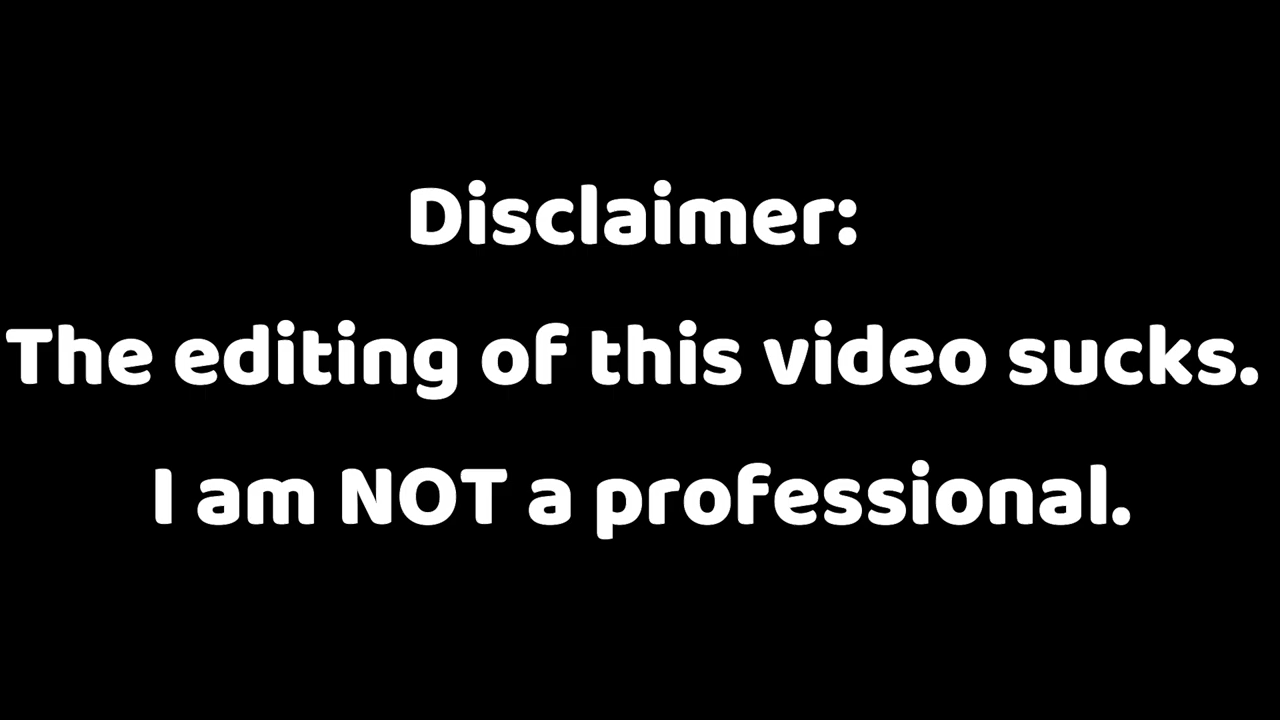 Disclaimer:
The editing of this video sucks.
I am NOT a professional.